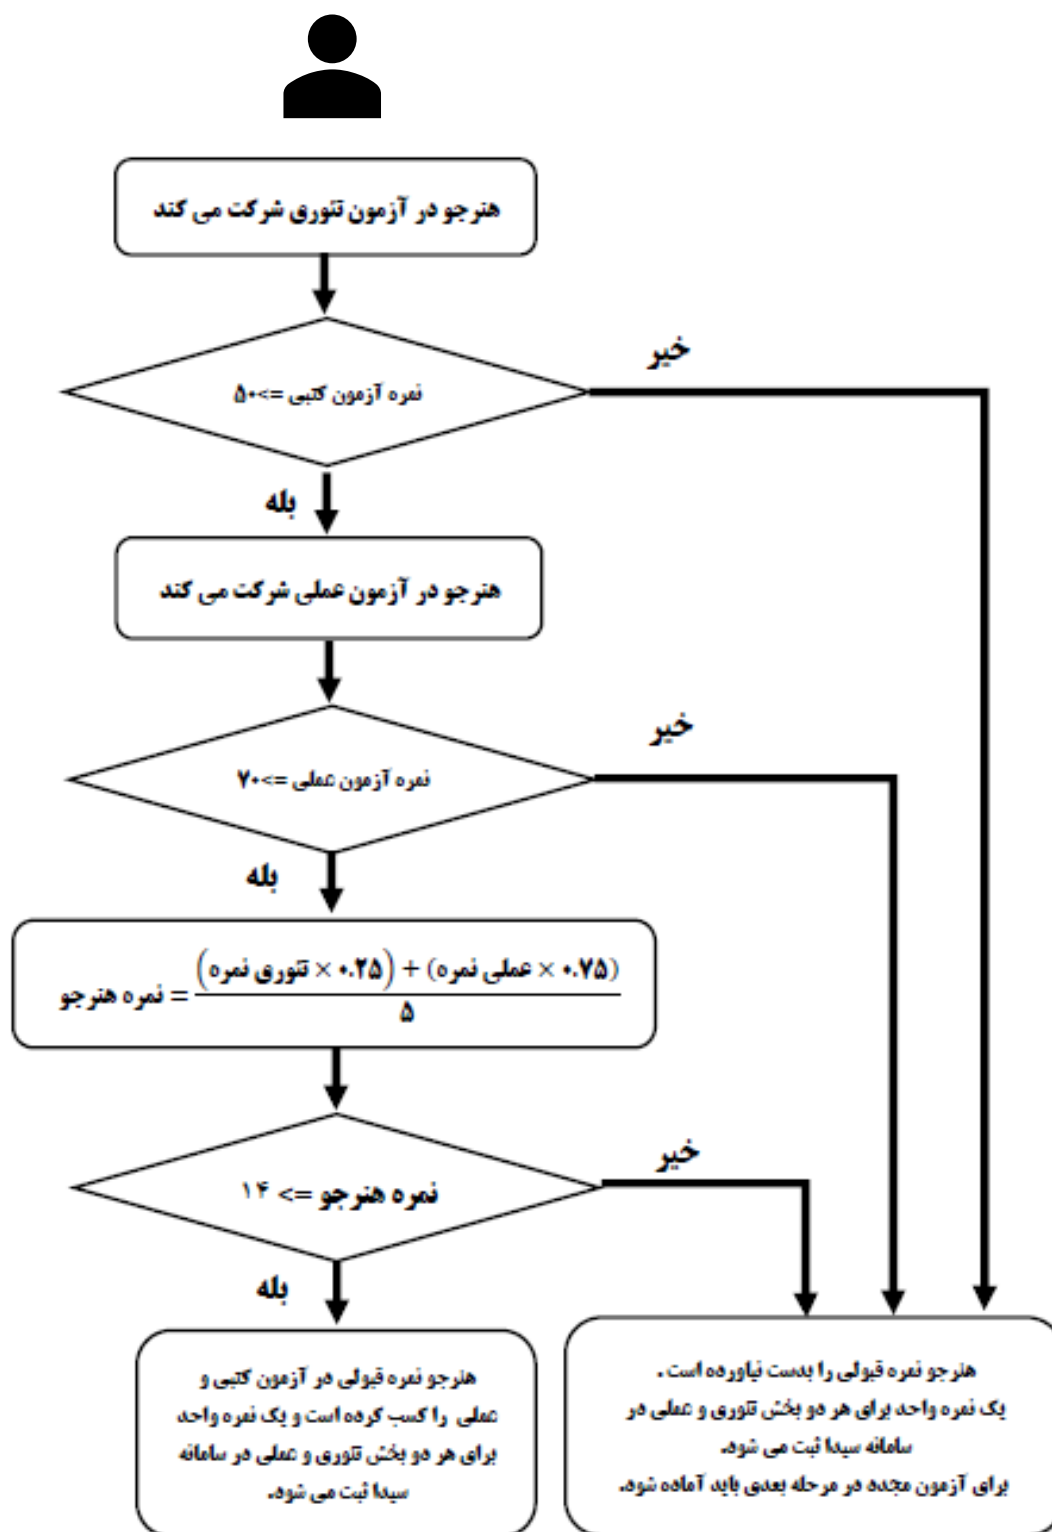 هنرجو در آزمون تئوری شرکت می کند
نمره آزمون کتبی =>۵۰
خیر
بله
هنرجو در آزمون عملی شرکت می کند
نمره آزمون عملی =>۷۰
خیر
بله
نمره هنرجو = ((تئوری نمره × ۰.۲۵) + (عملی نمره × ۰.۷۵)) / ۵
نمره هنرجو => ۱۴
خیر
بله
هنرجو نمره قبولی را بدست نیاورده است .
یک نمره واحد برای هر دو بخش تئوری و عملی در
سامانه سیدا ثبت می شود.
برای آزمون مجدد در مرحله بعدی باید آماده شود.
هنرجو نمره قبولی در آزمون کتبی و
عملی را کسب کرده است و یک نمره واحد
برای هر دو بخش تئوری و عملی در سامانه
سیدا ثبت می شود.